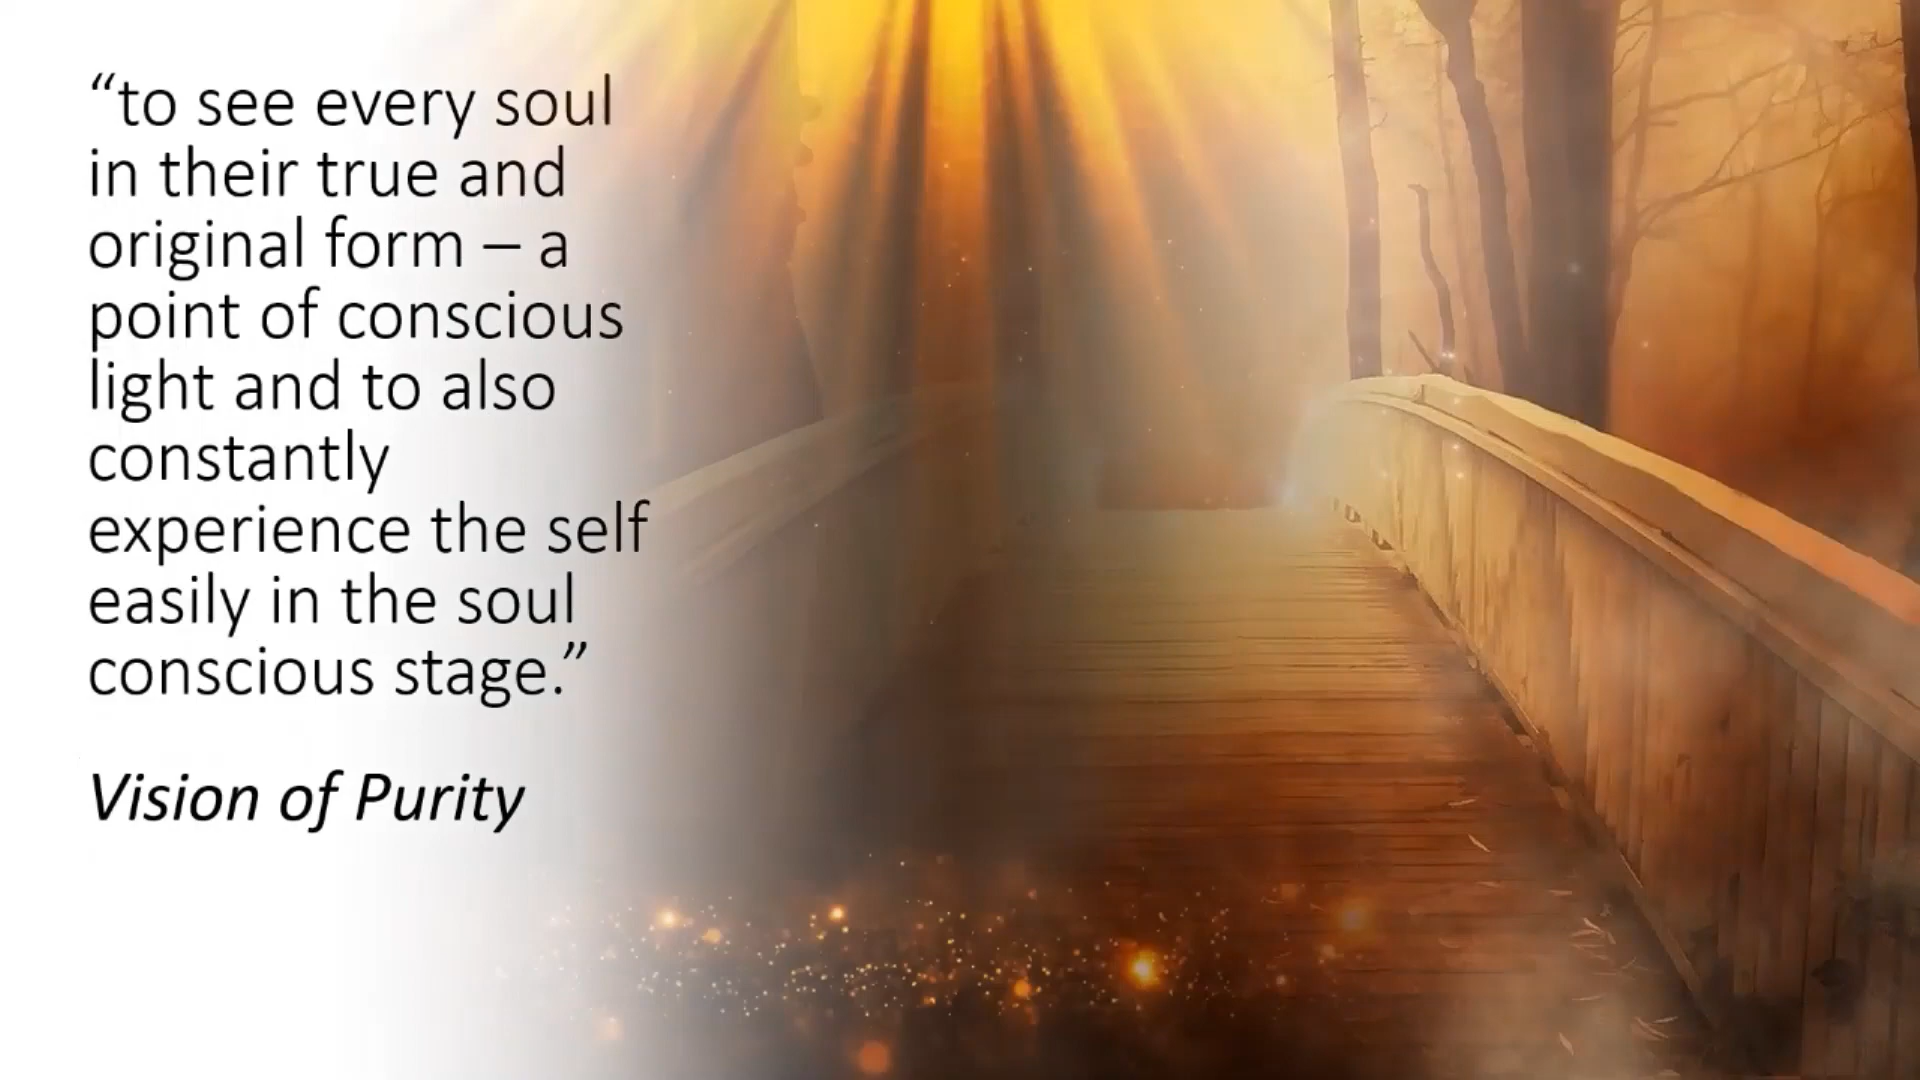 “to see every soul
in their true and
original form – a
point of conscious
light and to also
constantly
experience the self
easily in the soul
conscious stage.”
Vision of Purity